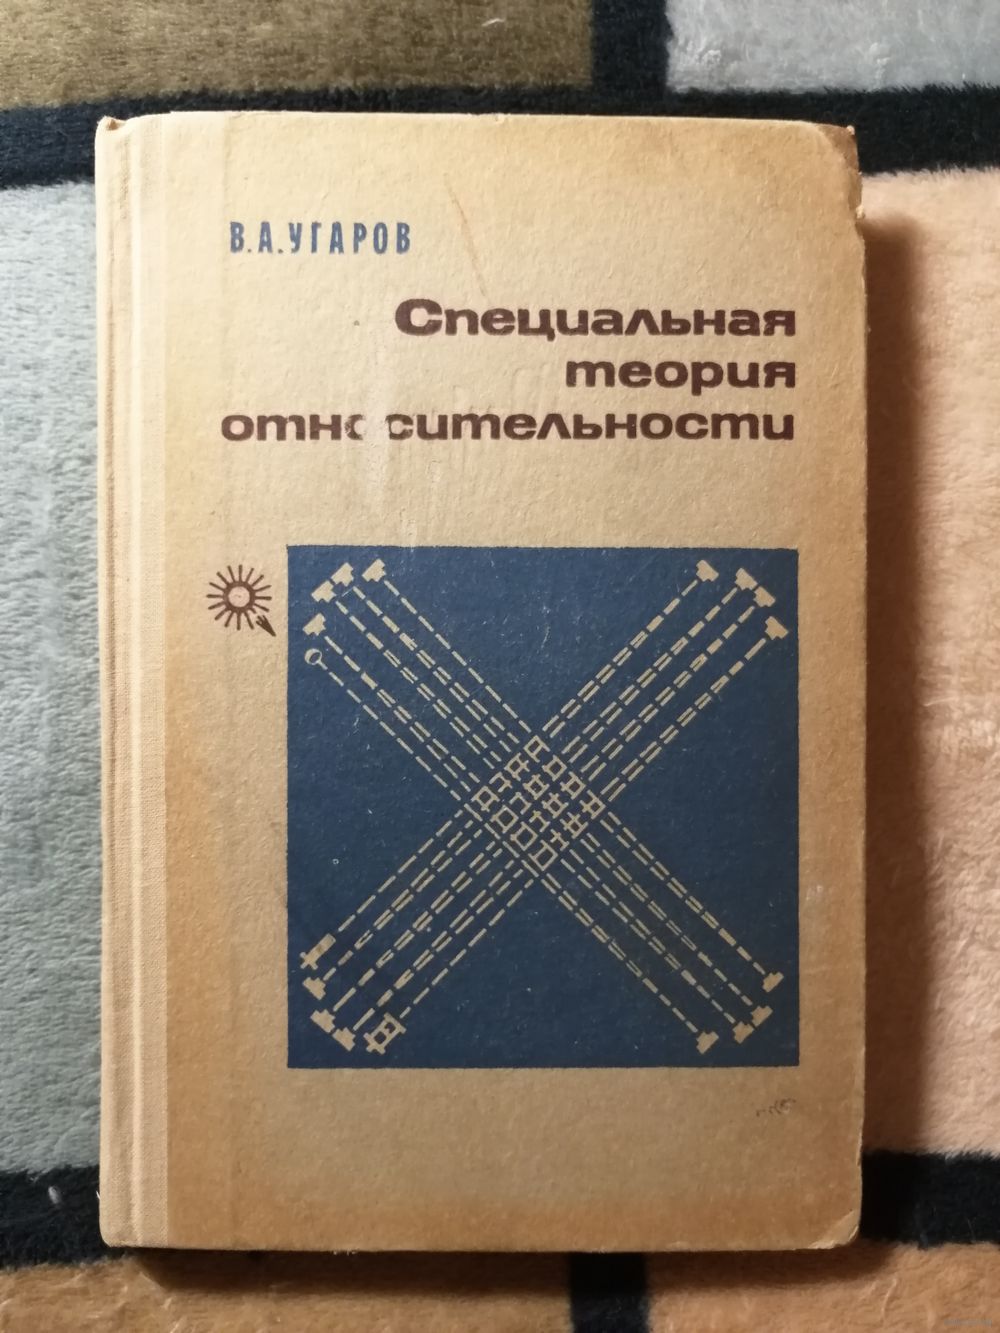 В.А.УГАРОВ
Специальная
теория
относительности